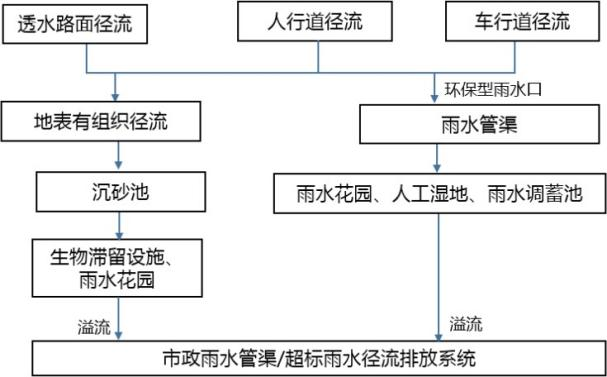 透水路面径流
人行道径流
车行道径流
环保型雨水口
地表有组织径流
雨水管渠
沉砂池
雨水花园、人工湿地、雨水调蓄池
生物滞留设施、
雨水花园
溢流
溢流
市政雨水管渠/超标雨水径流排放系统